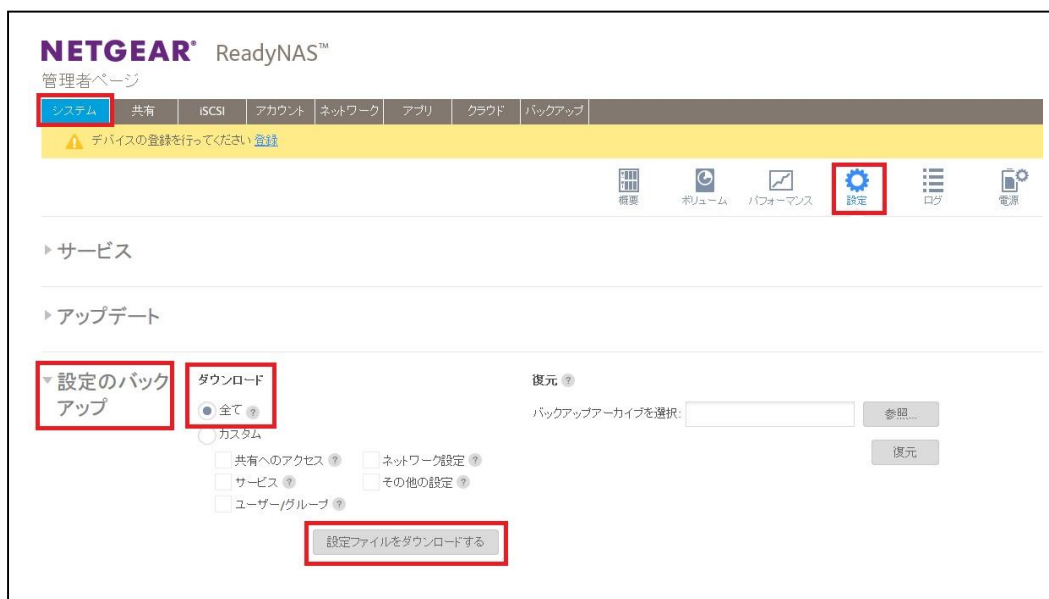 NETGEAR® ReadyNAS™
管理者ページ
システム 共有 iSCSI アカウント ネットワーク アプリ クラウド バックアップ
デバイスの登録を行ってください 登録
概要 ボリューム パフォーマンス 設定 ログ 電源
サービス
アップデート
設定のバック
アップ
ダウンロード
全て ?
カスタム
共有へのアクセス ? ネットワーク設定 ?
サービス ? その他の設定 ?
ユーザー/グループ ?
設定ファイルをダウンロードする
復元 ?
バックアップアーカイブを選択: 参照...
復元